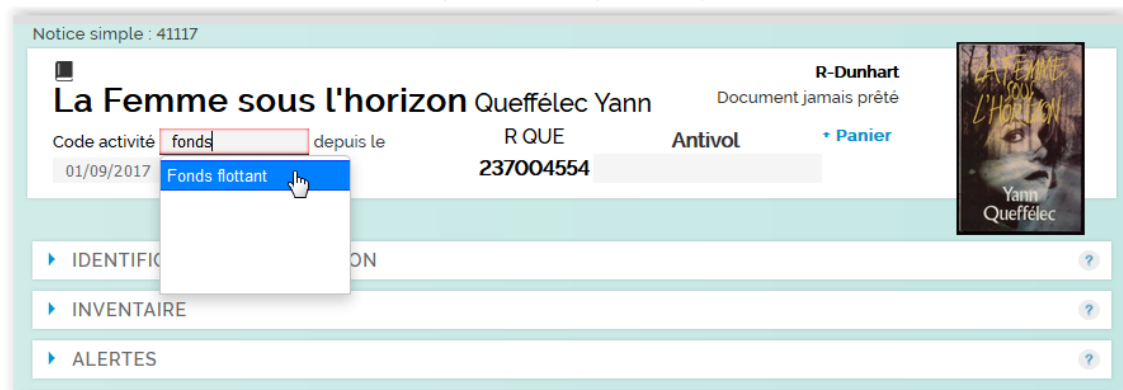 Notice simple : 41117
R-Dunhart
La Femme sous l'horizon Queffélec Yann
Document jamais prêté
Code activité fonds depuis le
R QUE
Antivol
+ Panier
01/09/2017
237004554
Fonds flottant
LA FEMME
SOUS
L'HORIZON
Yann
Queffélec
IDENTIFIC ON
?
INVENTAIRE
?
ALERTES
?